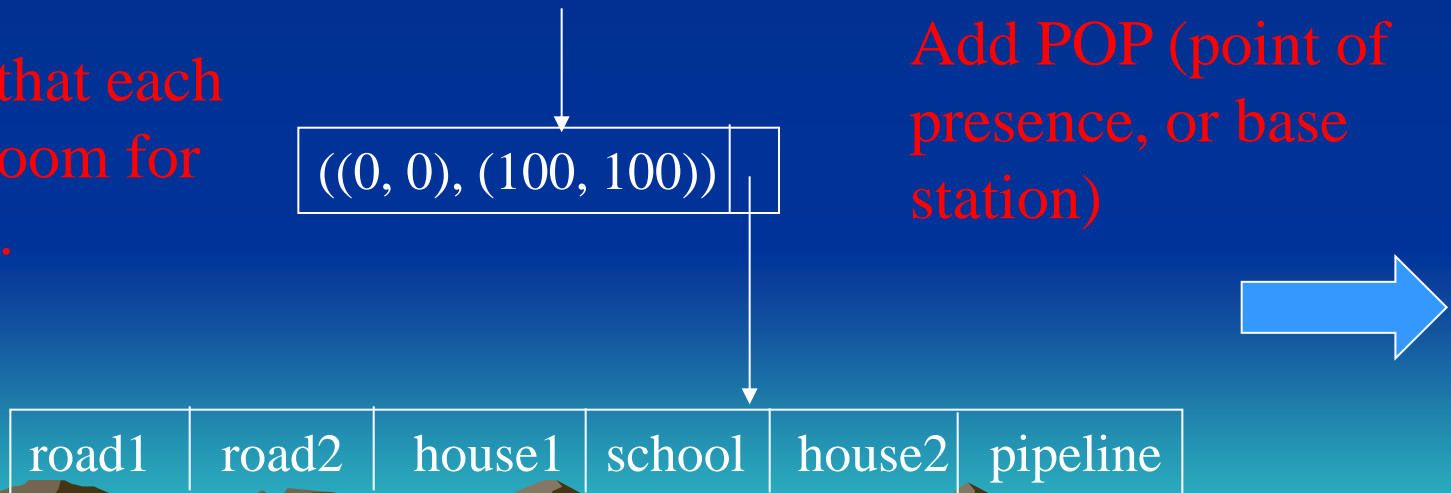 that each
oom for
.
((0, 0), (100, 100))
Add POP (point of
presence, or base
station)
road1 road2 house1 school house2 pipeline